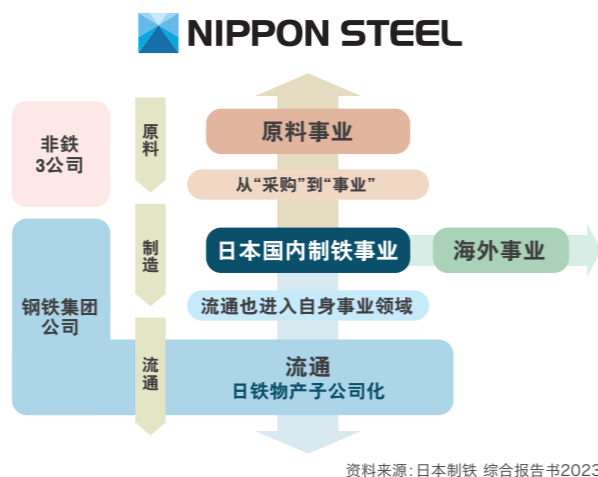 NIPPON STEEL
非鉄
3公司
原料
原料事业
从“采购”到“事业”
制造
日本国内制铁事业
海外事业
流通也进入自身事业领域
钢铁集团
公司
流通
流通
日铁物产子公司化
资料来源：日本制铁 综合报告书2023